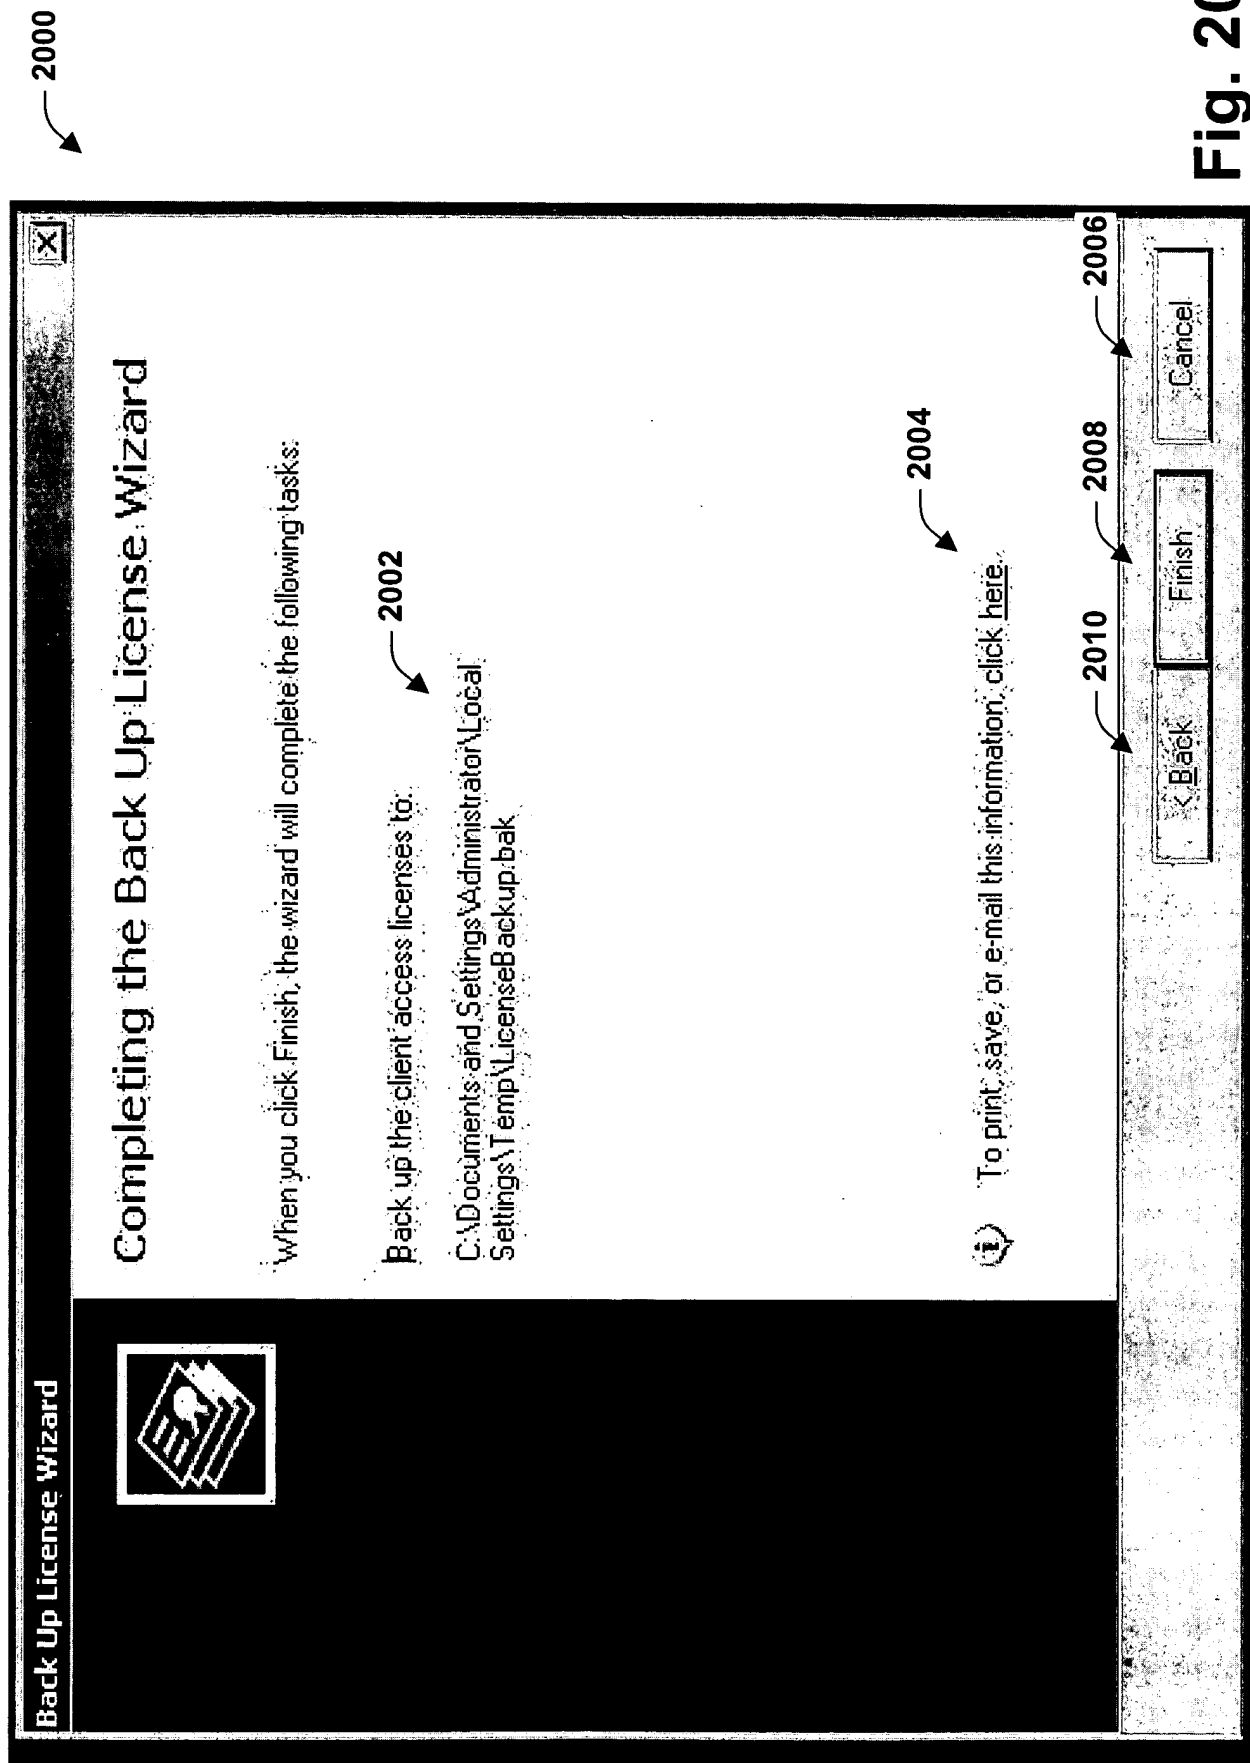 2000
Back Up License Wizard
Completing the Back Up License Wizard
When you click Finish, the wizard will complete the following tasks:
2002
Back up the client access licenses to:
C:\Documents and Settings\Administrator\Local
Settings\Temp\LicenseBackup.bak
2004
To print, save, or e-mail this information, click here.
2010
2008
2006
< Back
Finish
Cancel
Fig. 20